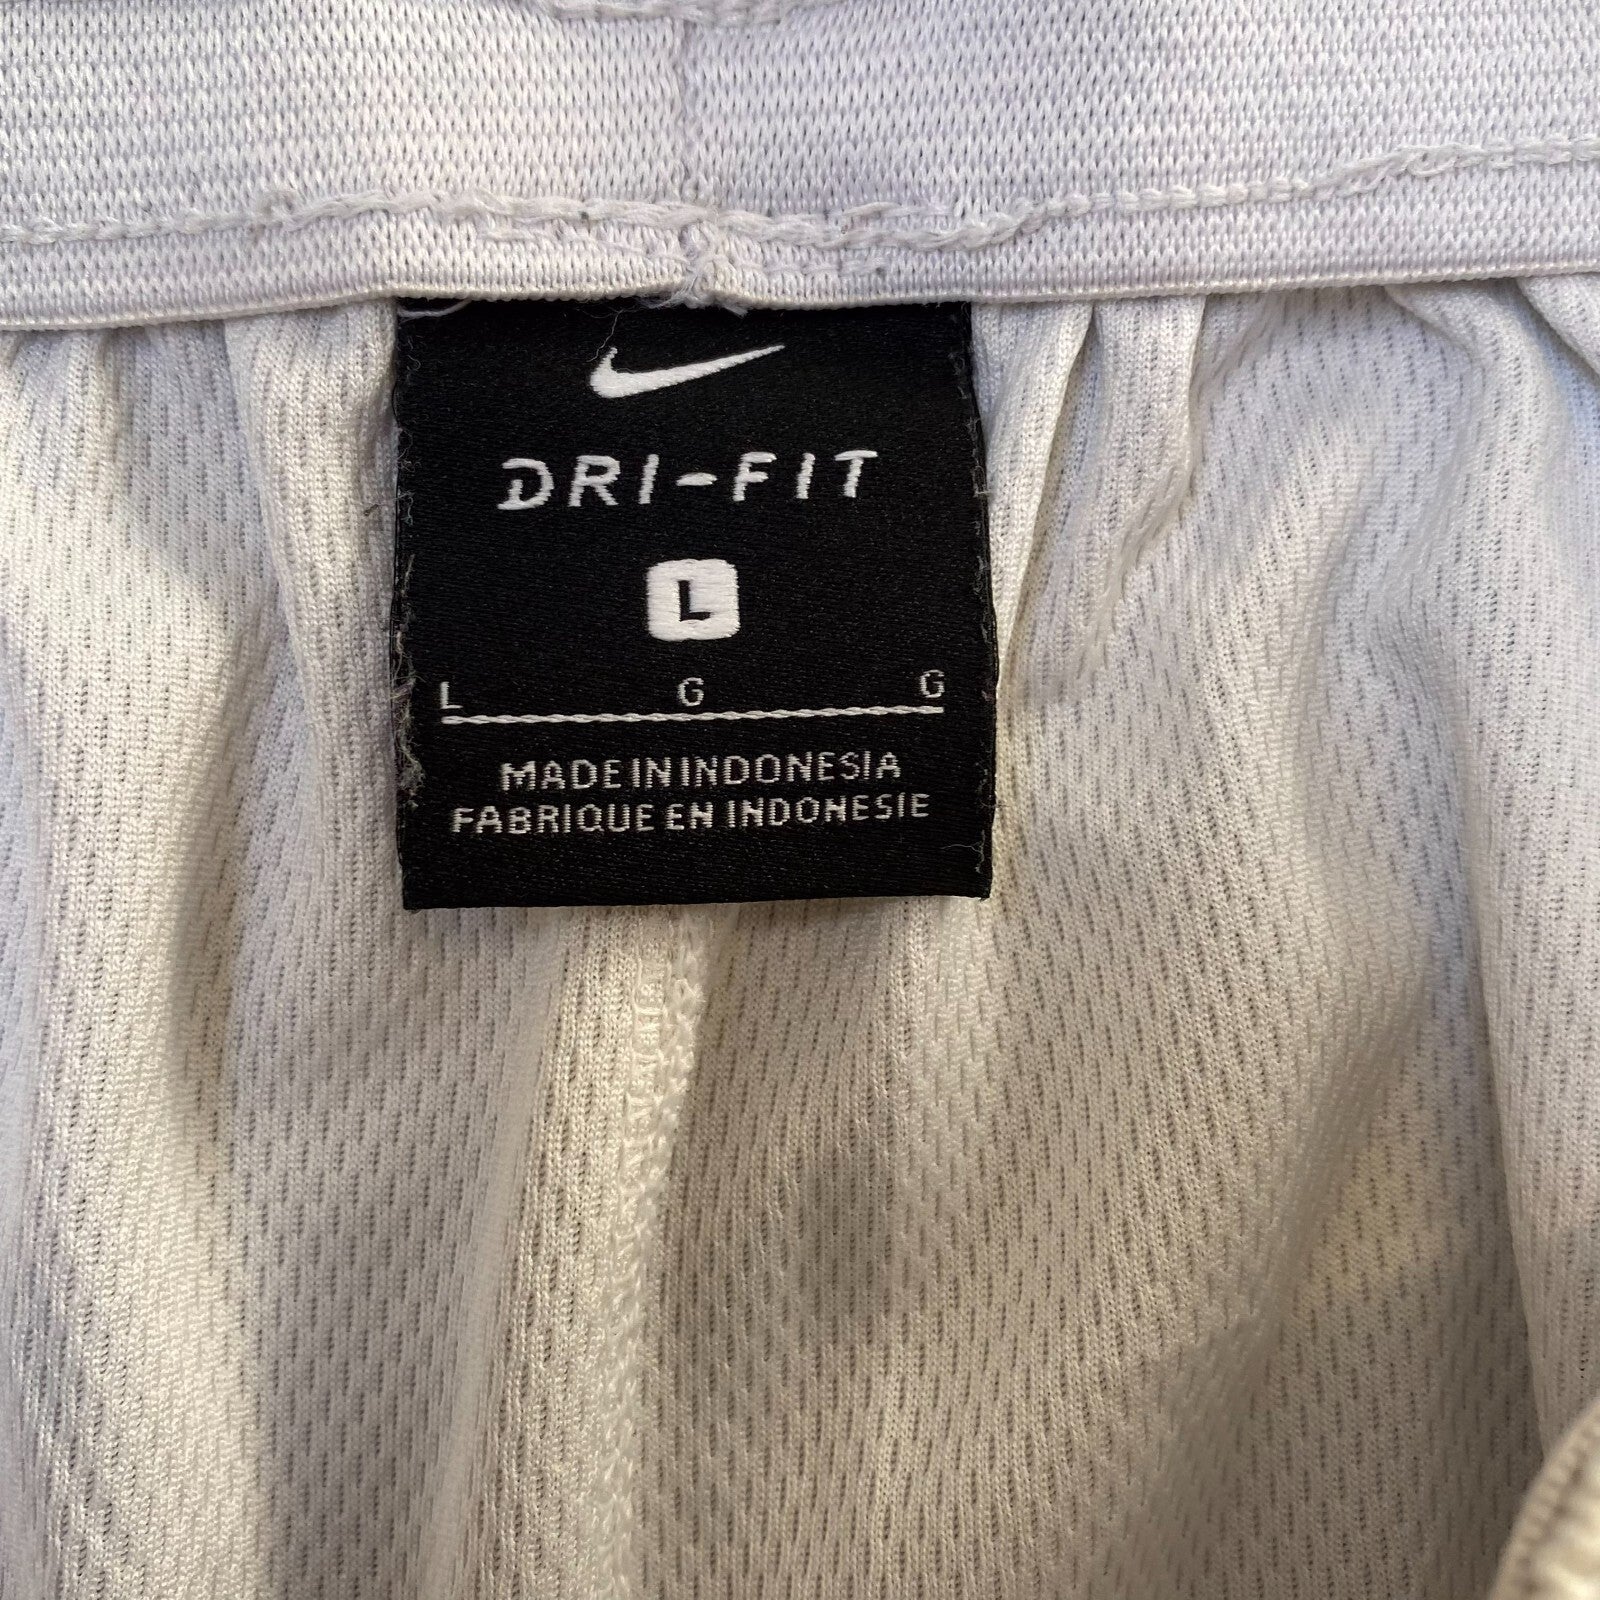 DRI-FIT
L
L G G
MADE IN INDONESIA
FABRIQUE EN INDONESIE